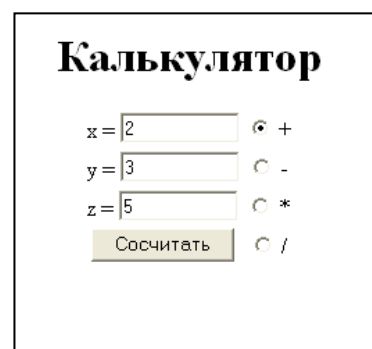 Калькулятор
x = 2 +
y = 3 -
z = 5 *
Сосчитать /